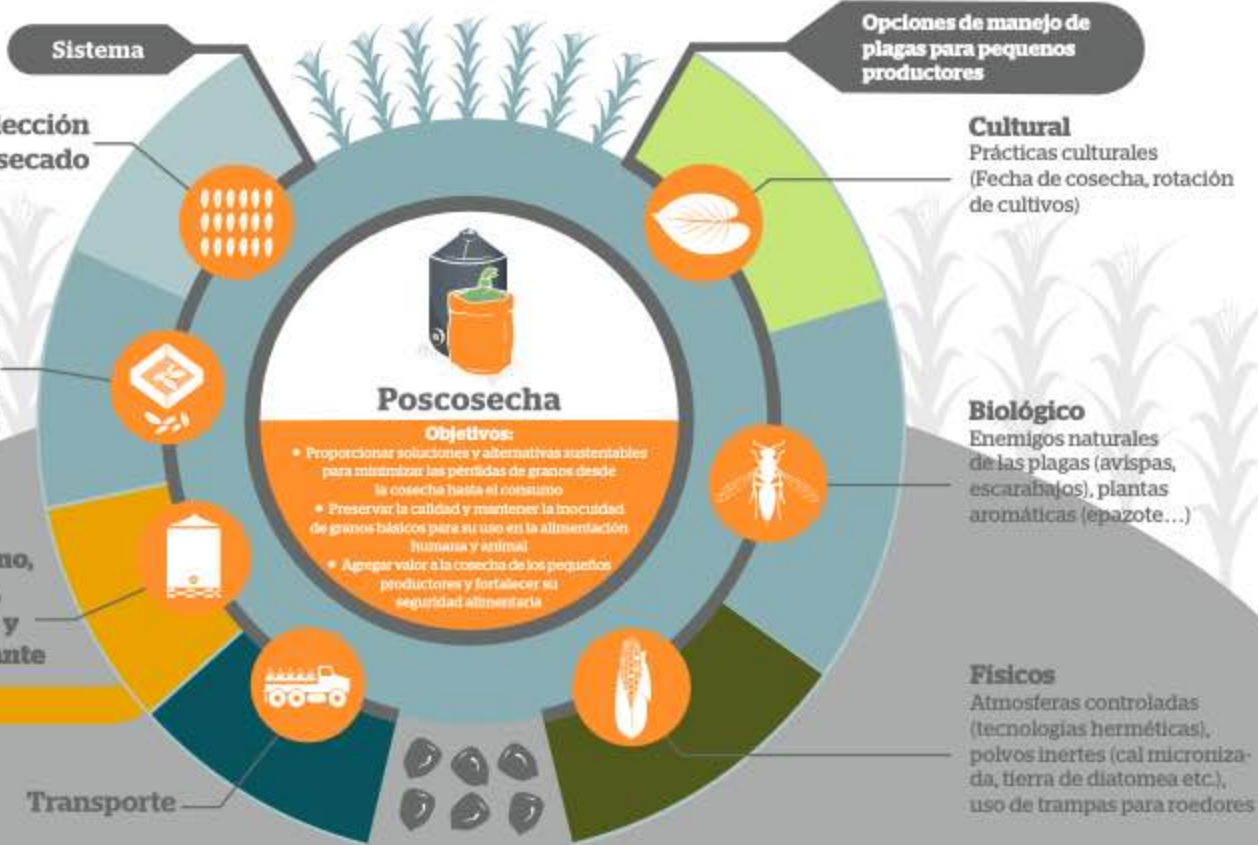 Sistema
Opciones de manejo de
plagas para pequenos
productores
lección
secado
no,
y
ante
Transporte
Poscosecha
Objetivos:
• Proporcionar soluciones y alternativas sustentables
para minimizar las pérdidas de granos desde
la cosecha hasta el consumo
• Preservar la calidad y mantener la inocuidad
de granos básicos para su uso en la alimentación
humana y animal
• Agregar valor a la cosecha de los pequeños
productores y fortalecer su
seguridad alimentaria
Cultural
Prácticas culturales
(Fecha de cosecha, rotación
de cultivos)
Biológico
Enemigos naturales
de las plagas (avispas,
escarabajos), plantas
aromáticas (epazote...)
Físicos
Atmosferas controladas
(tecnologías herméticas),
polvos inertes (cal microniza-
da, tierra de diatomea etc.),
uso de trampas para roedores